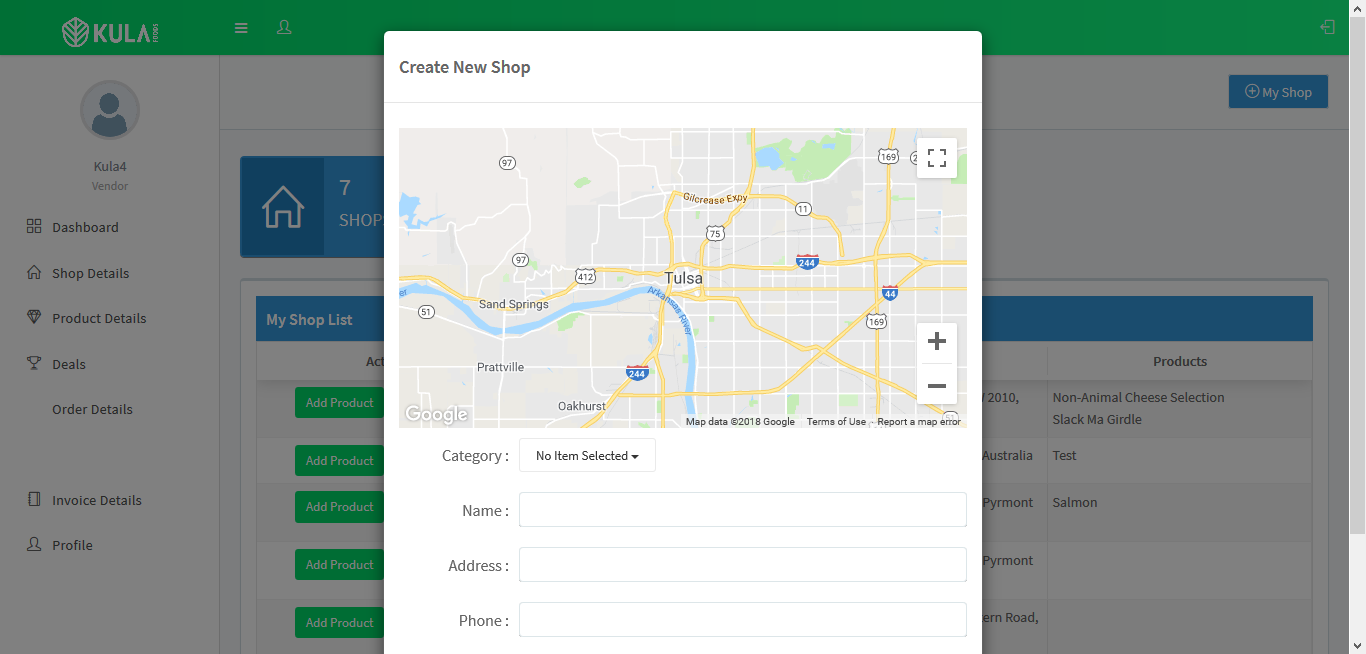 KULA FOODS
Create New Shop
My Shop
Kula4
Vendor
7
SHOPS
Dashboard
Shop Details
Product Details
Deals
Order Details
Invoice Details
Profile
97
169
Gilcrease Expy
11
75
97
412
244
Tulsa
44
Sand Springs
Arkansas River
51
169
Prattville
244
Oakhurst
51
Google
Map data ©2018 Google Terms of Use Report a map error
My Shop List
Products
Add Product
2010,
Non-Animal Cheese Selection
Slack Ma Girdle
Category :
No Item Selected
Add Product
Australia
Test
Name :
Add Product
Pyrmont
Salmon
Address :
Add Product
Pyrmont
Phone :
Add Product
ern Road,